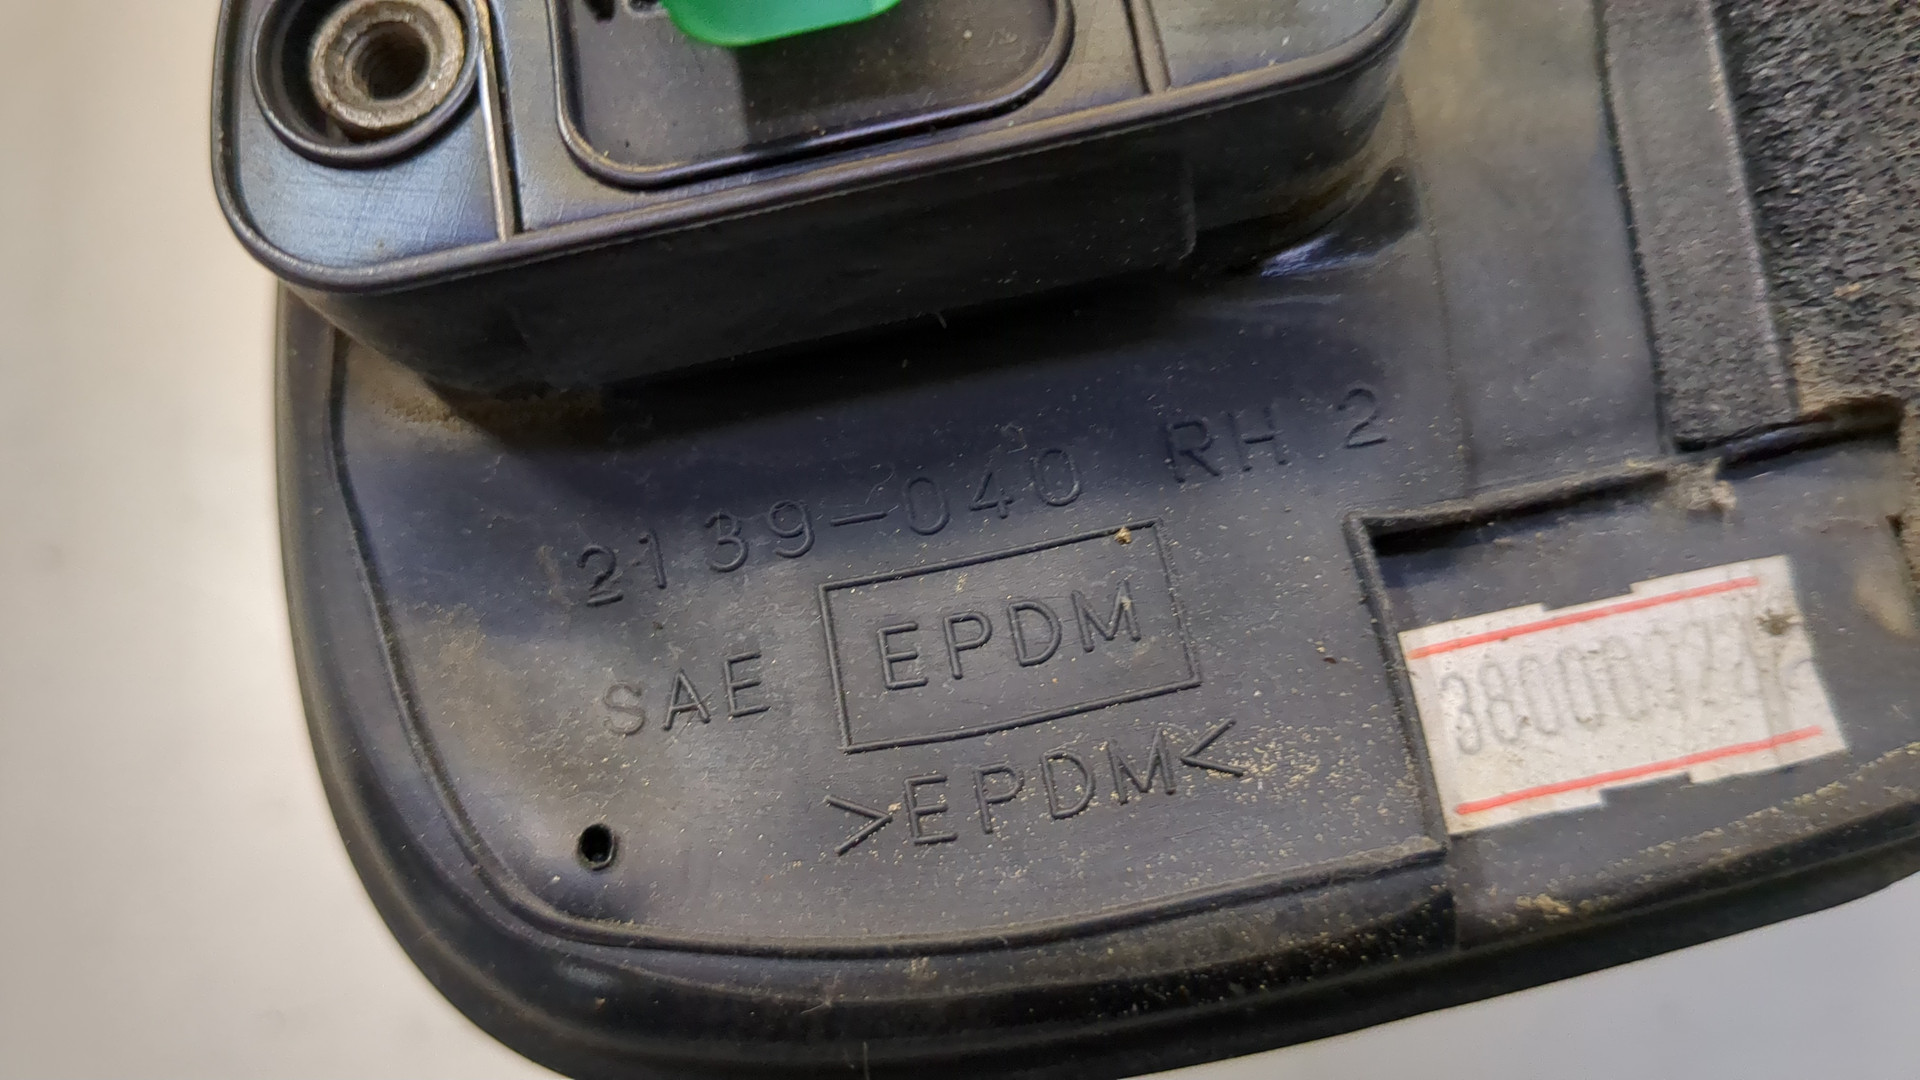 2139-040 RH 2
SAE EPDM
>EPDM<